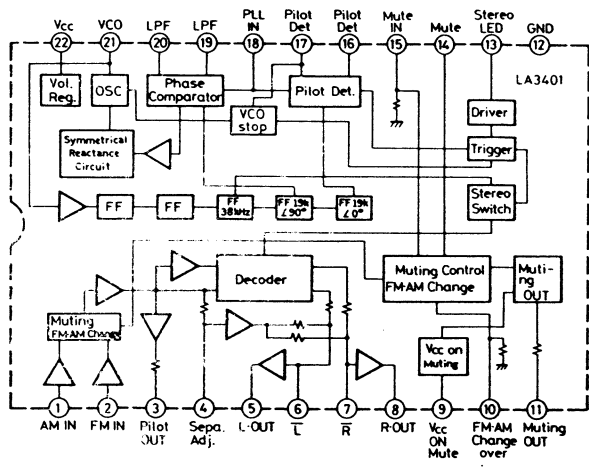 Vcc VCO LPF LPF PLL IN Pilot Det Pilot Det Mute IN Mute Stereo LED GND
22 21 20 19 18 17 16 15 14 13 12
LA3401
Vol. Reg.
OSC
Phase Comparator
Pilot Det.
VCO stop
Driver
Symmetrical Reactance Circuit
Trigger
Stereo Switch
FF
FF
FF 38kHz
FF 19k ∠90°
FF 19k ∠0°
Decoder
Muting Control FM·AM Change
Muting OUT
Muting FM·AM Change
Vcc on Muting
1 2 3 4 5 6 7 8 9 10 11
AM IN FM IN Pilot OUT Sepa. Adj. L·OUT L R R·OUT Vcc ON Mute FM·AM Change over Muting OUT